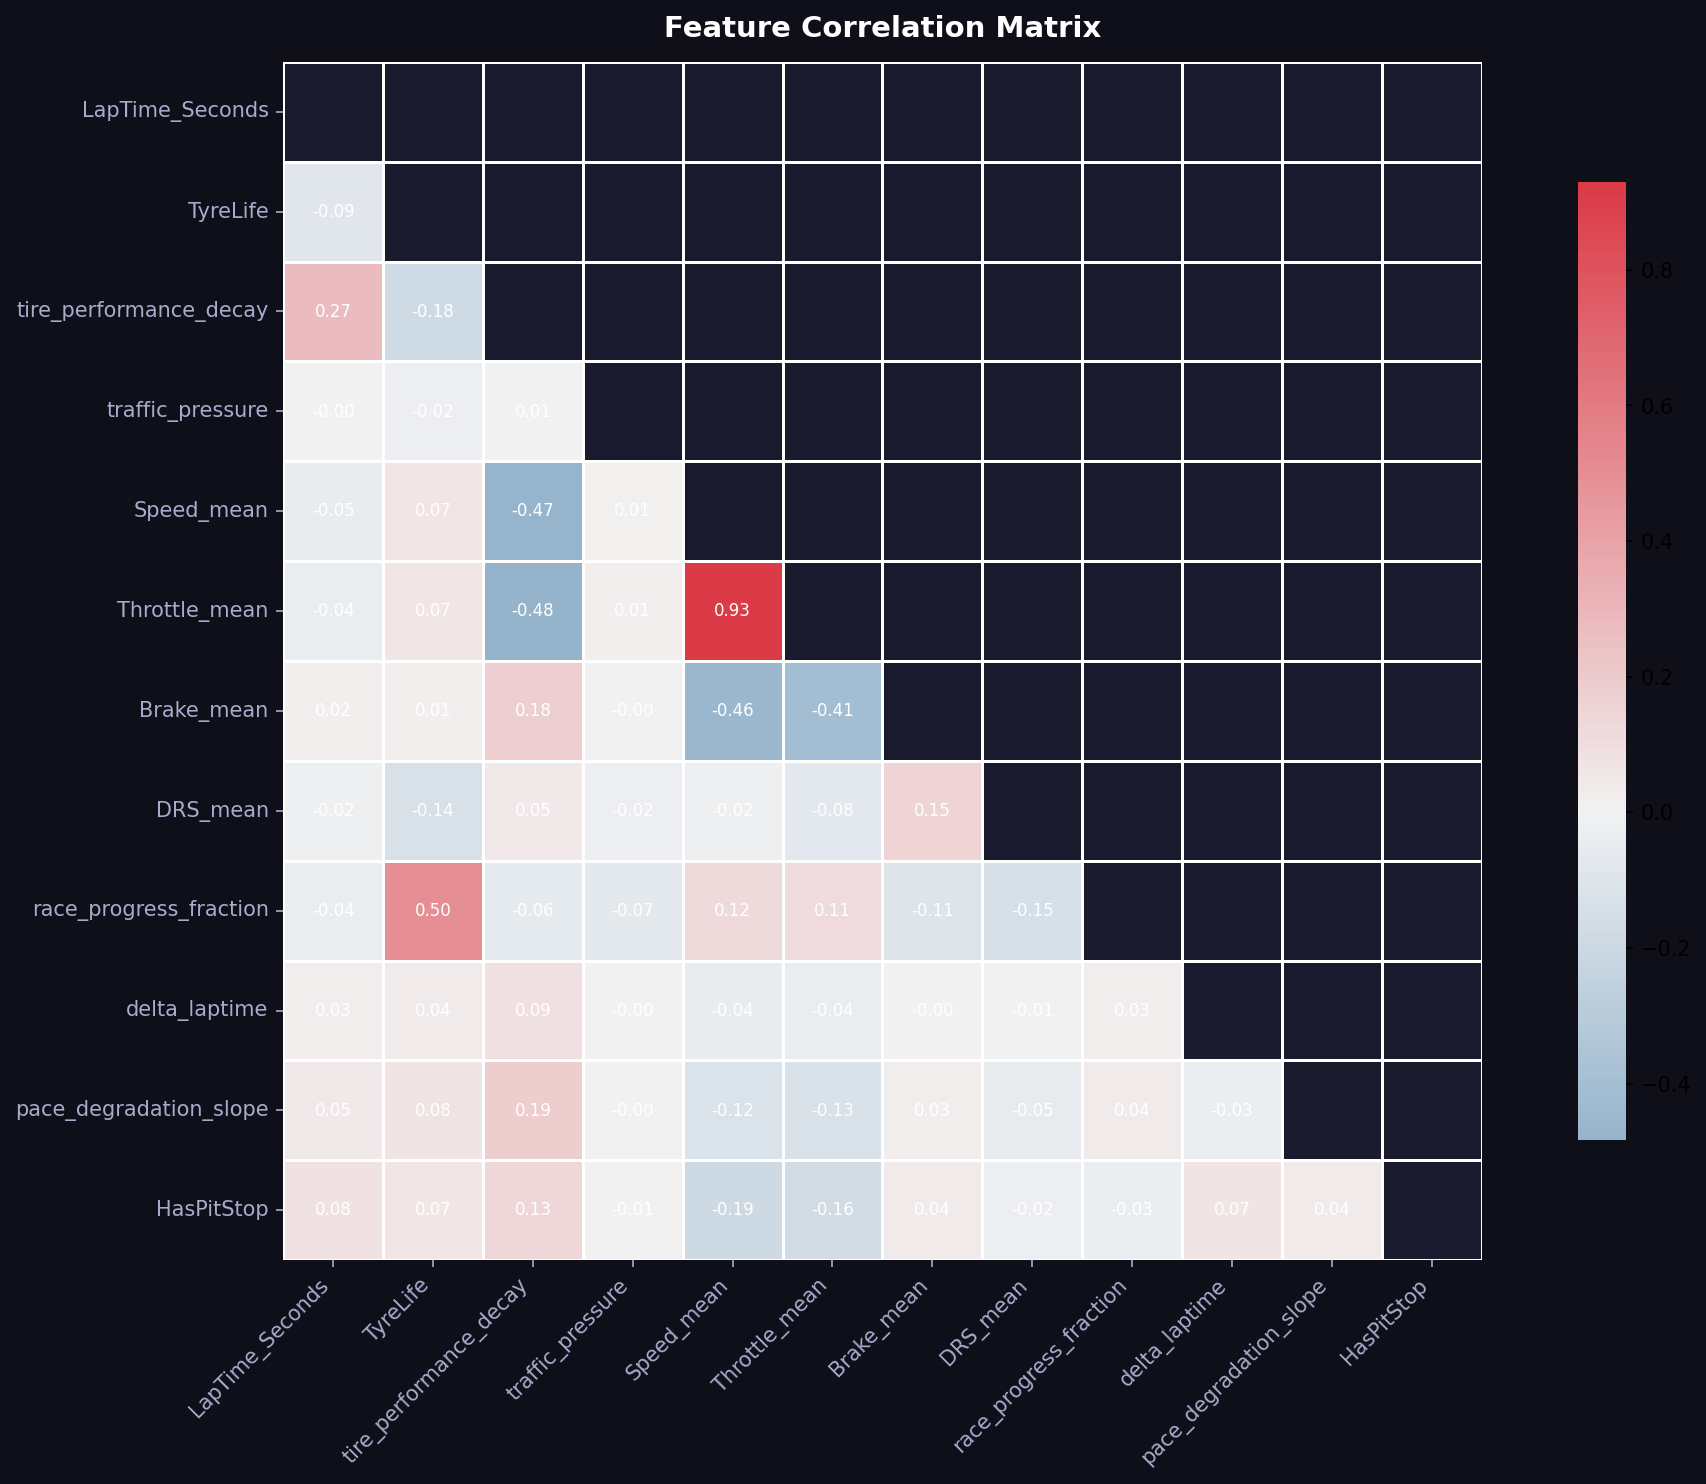 Feature Correlation Matrix
LapTime_Seconds
TyreLife -0.09
tire_performance_decay 0.27 -0.18
traffic_pressure -0.00 -0.02 0.01
Speed_mean -0.05 0.07 -0.47 0.01
Throttle_mean -0.04 0.07 -0.48 0.01 0.93
Brake_mean 0.02 0.01 0.18 -0.00 -0.46 -0.41
DRS_mean -0.02 -0.14 0.05 -0.02 -0.02 -0.08 0.15
race_progress_fraction -0.04 0.50 -0.06 -0.07 0.12 0.11 -0.11 -0.15
delta_laptime 0.03 0.04 0.09 -0.00 -0.04 -0.04 -0.00 -0.01 0.03
pace_degradation_slope 0.05 0.08 0.19 -0.00 -0.12 -0.13 0.03 -0.05 0.04 -0.03
HasPitStop 0.08 0.07 0.13 -0.01 -0.19 -0.16 0.04 -0.02 -0.03 0.07 0.04
LapTime_Seconds
TyreLife
tire_performance_decay
traffic_pressure
Speed_mean
Throttle_mean
Brake_mean
DRS_mean
race_progress_fraction
delta_laptime
pace_degradation_slope
HasPitStop
0.8
0.6
0.4
0.2
0.0
−0.2
−0.4